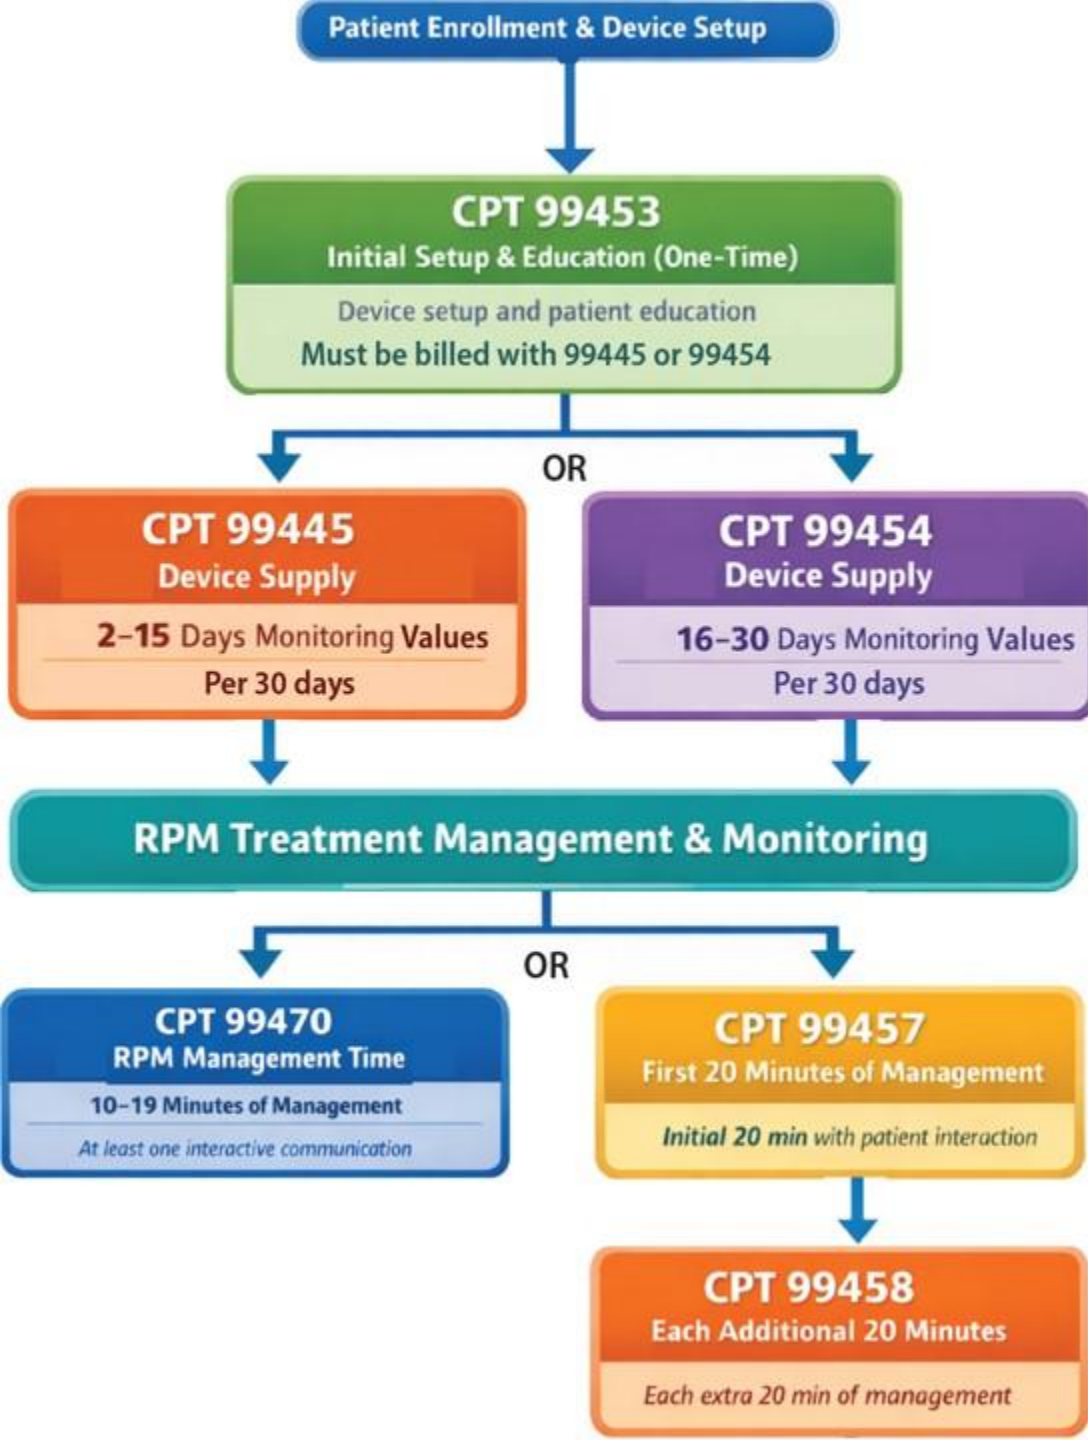 Patient Enrollment & Device Setup
CPT 99453
Initial Setup & Education (One-Time)
Device setup and patient education
Must be billed with 99445 or 99454
OR
CPT 99445
Device Supply
2–15 Days Monitoring Values
Per 30 days
CPT 99454
Device Supply
16–30 Days Monitoring Values
Per 30 days
RPM Treatment Management & Monitoring
OR
CPT 99470
RPM Management Time
10–19 Minutes of Management
At least one interactive communication
CPT 99457
First 20 Minutes of Management
Initial 20 min with patient interaction
CPT 99458
Each Additional 20 Minutes
Each extra 20 min of management